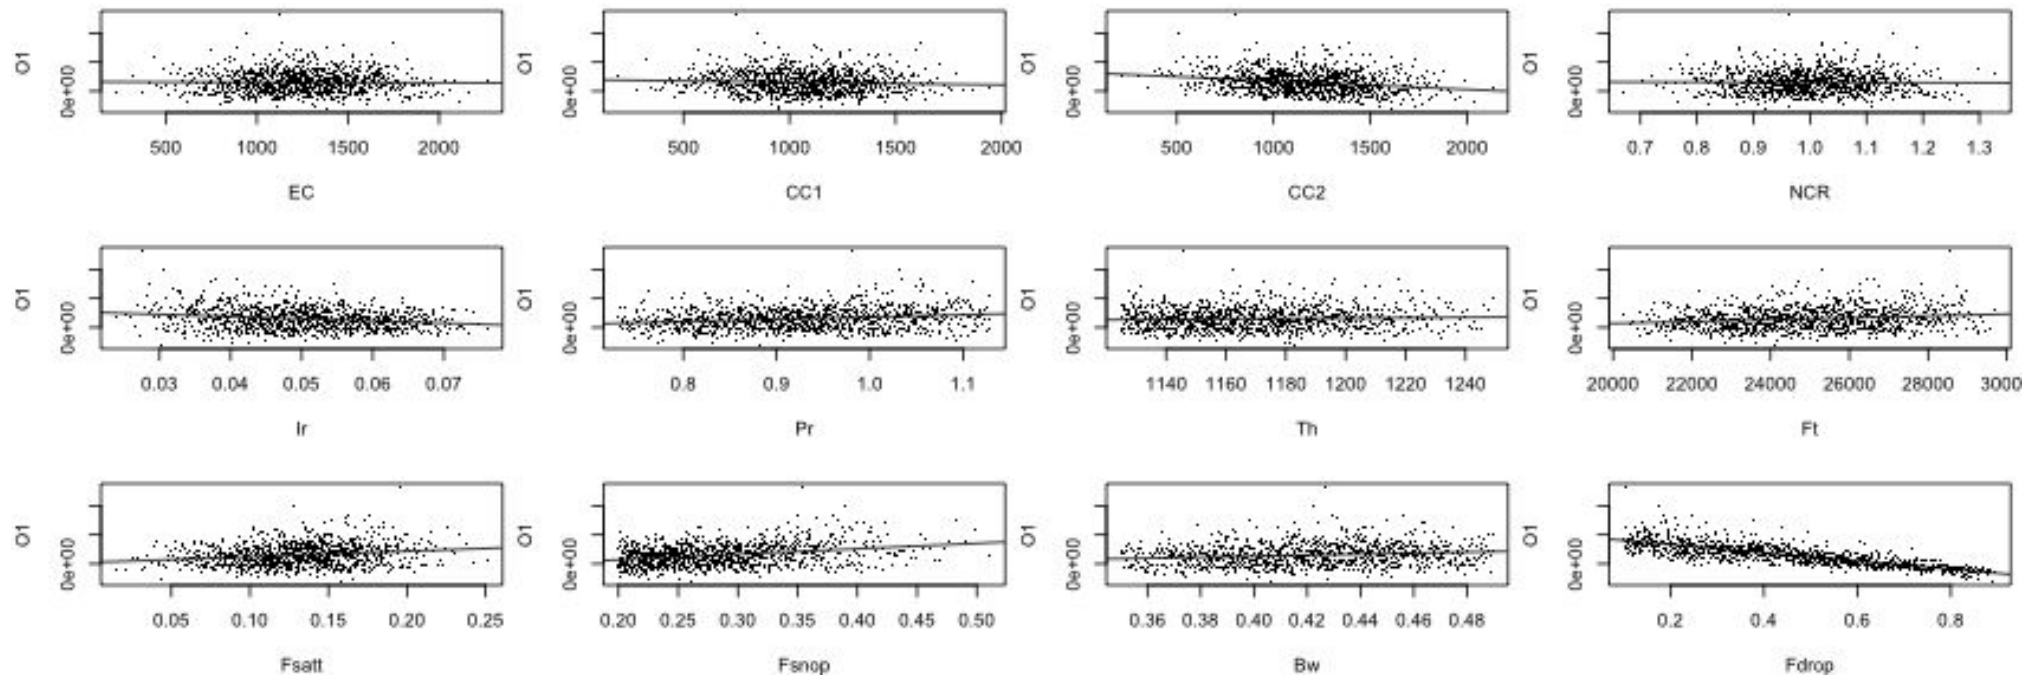 O1 0e+00 O1 0e+00 O1 0e+00 O1 0e+00
500 1000 1500 2000 500 1000 1500 2000 500 1000 1500 2000 0.7 0.8 0.9 1.0 1.1 1.2 1.3
EC CC1 CC2 NCR
O1 0e+00 O1 0e+00 O1 0e+00 O1 0e+00
0.03 0.04 0.05 0.06 0.07 0.8 0.9 1.0 1.1 1140 1160 1180 1200 1220 1240 20000 22000 24000 26000 28000 3000
Ir Pr Th Ft
O1 0e+00 O1 0e+00 O1 0e+00 O1 0e+00
0.05 0.10 0.15 0.20 0.25 0.20 0.25 0.30 0.35 0.40 0.45 0.50 0.36 0.38 0.40 0.42 0.44 0.46 0.48 0.2 0.4 0.6 0.8
Fsatt Fsnop Bw Fdrop